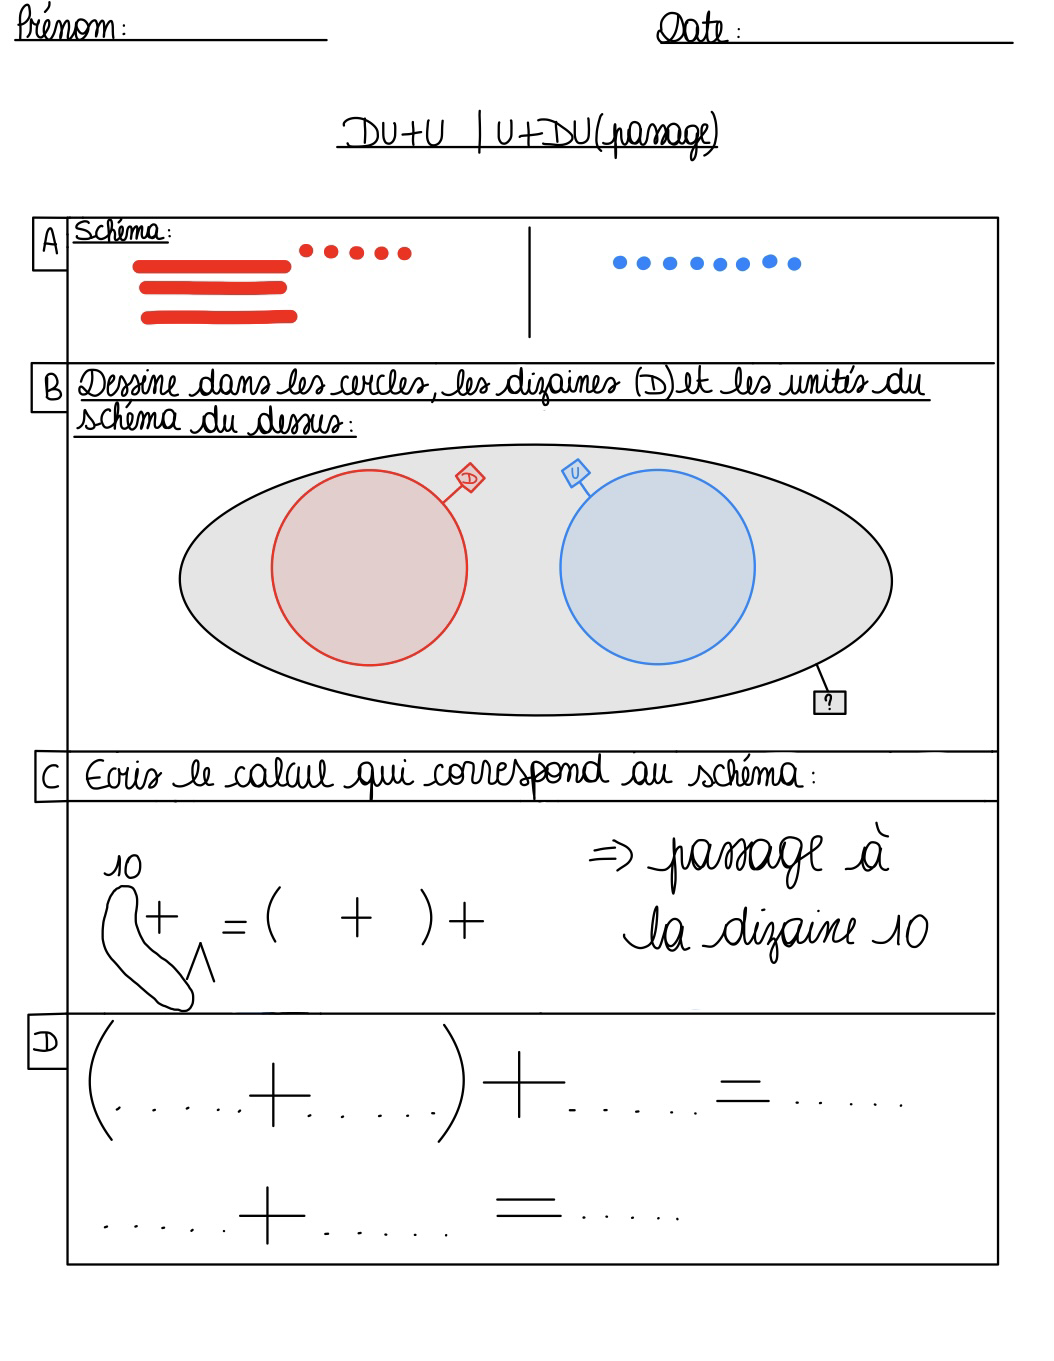 Prénom:
Date:
DU+U | U+DU(passage)
A
Schéma:
B
Dessine dans les cercles, les dizaines (D) et les unités du
schéma du dessus:
D
U
?
C
Ecris le calcul qui correspond au schéma:
10
+ = ( + ) +
=> passage à
la dizaine 10
D
(..... + .....) + ..... = .....
..... + ..... = .....